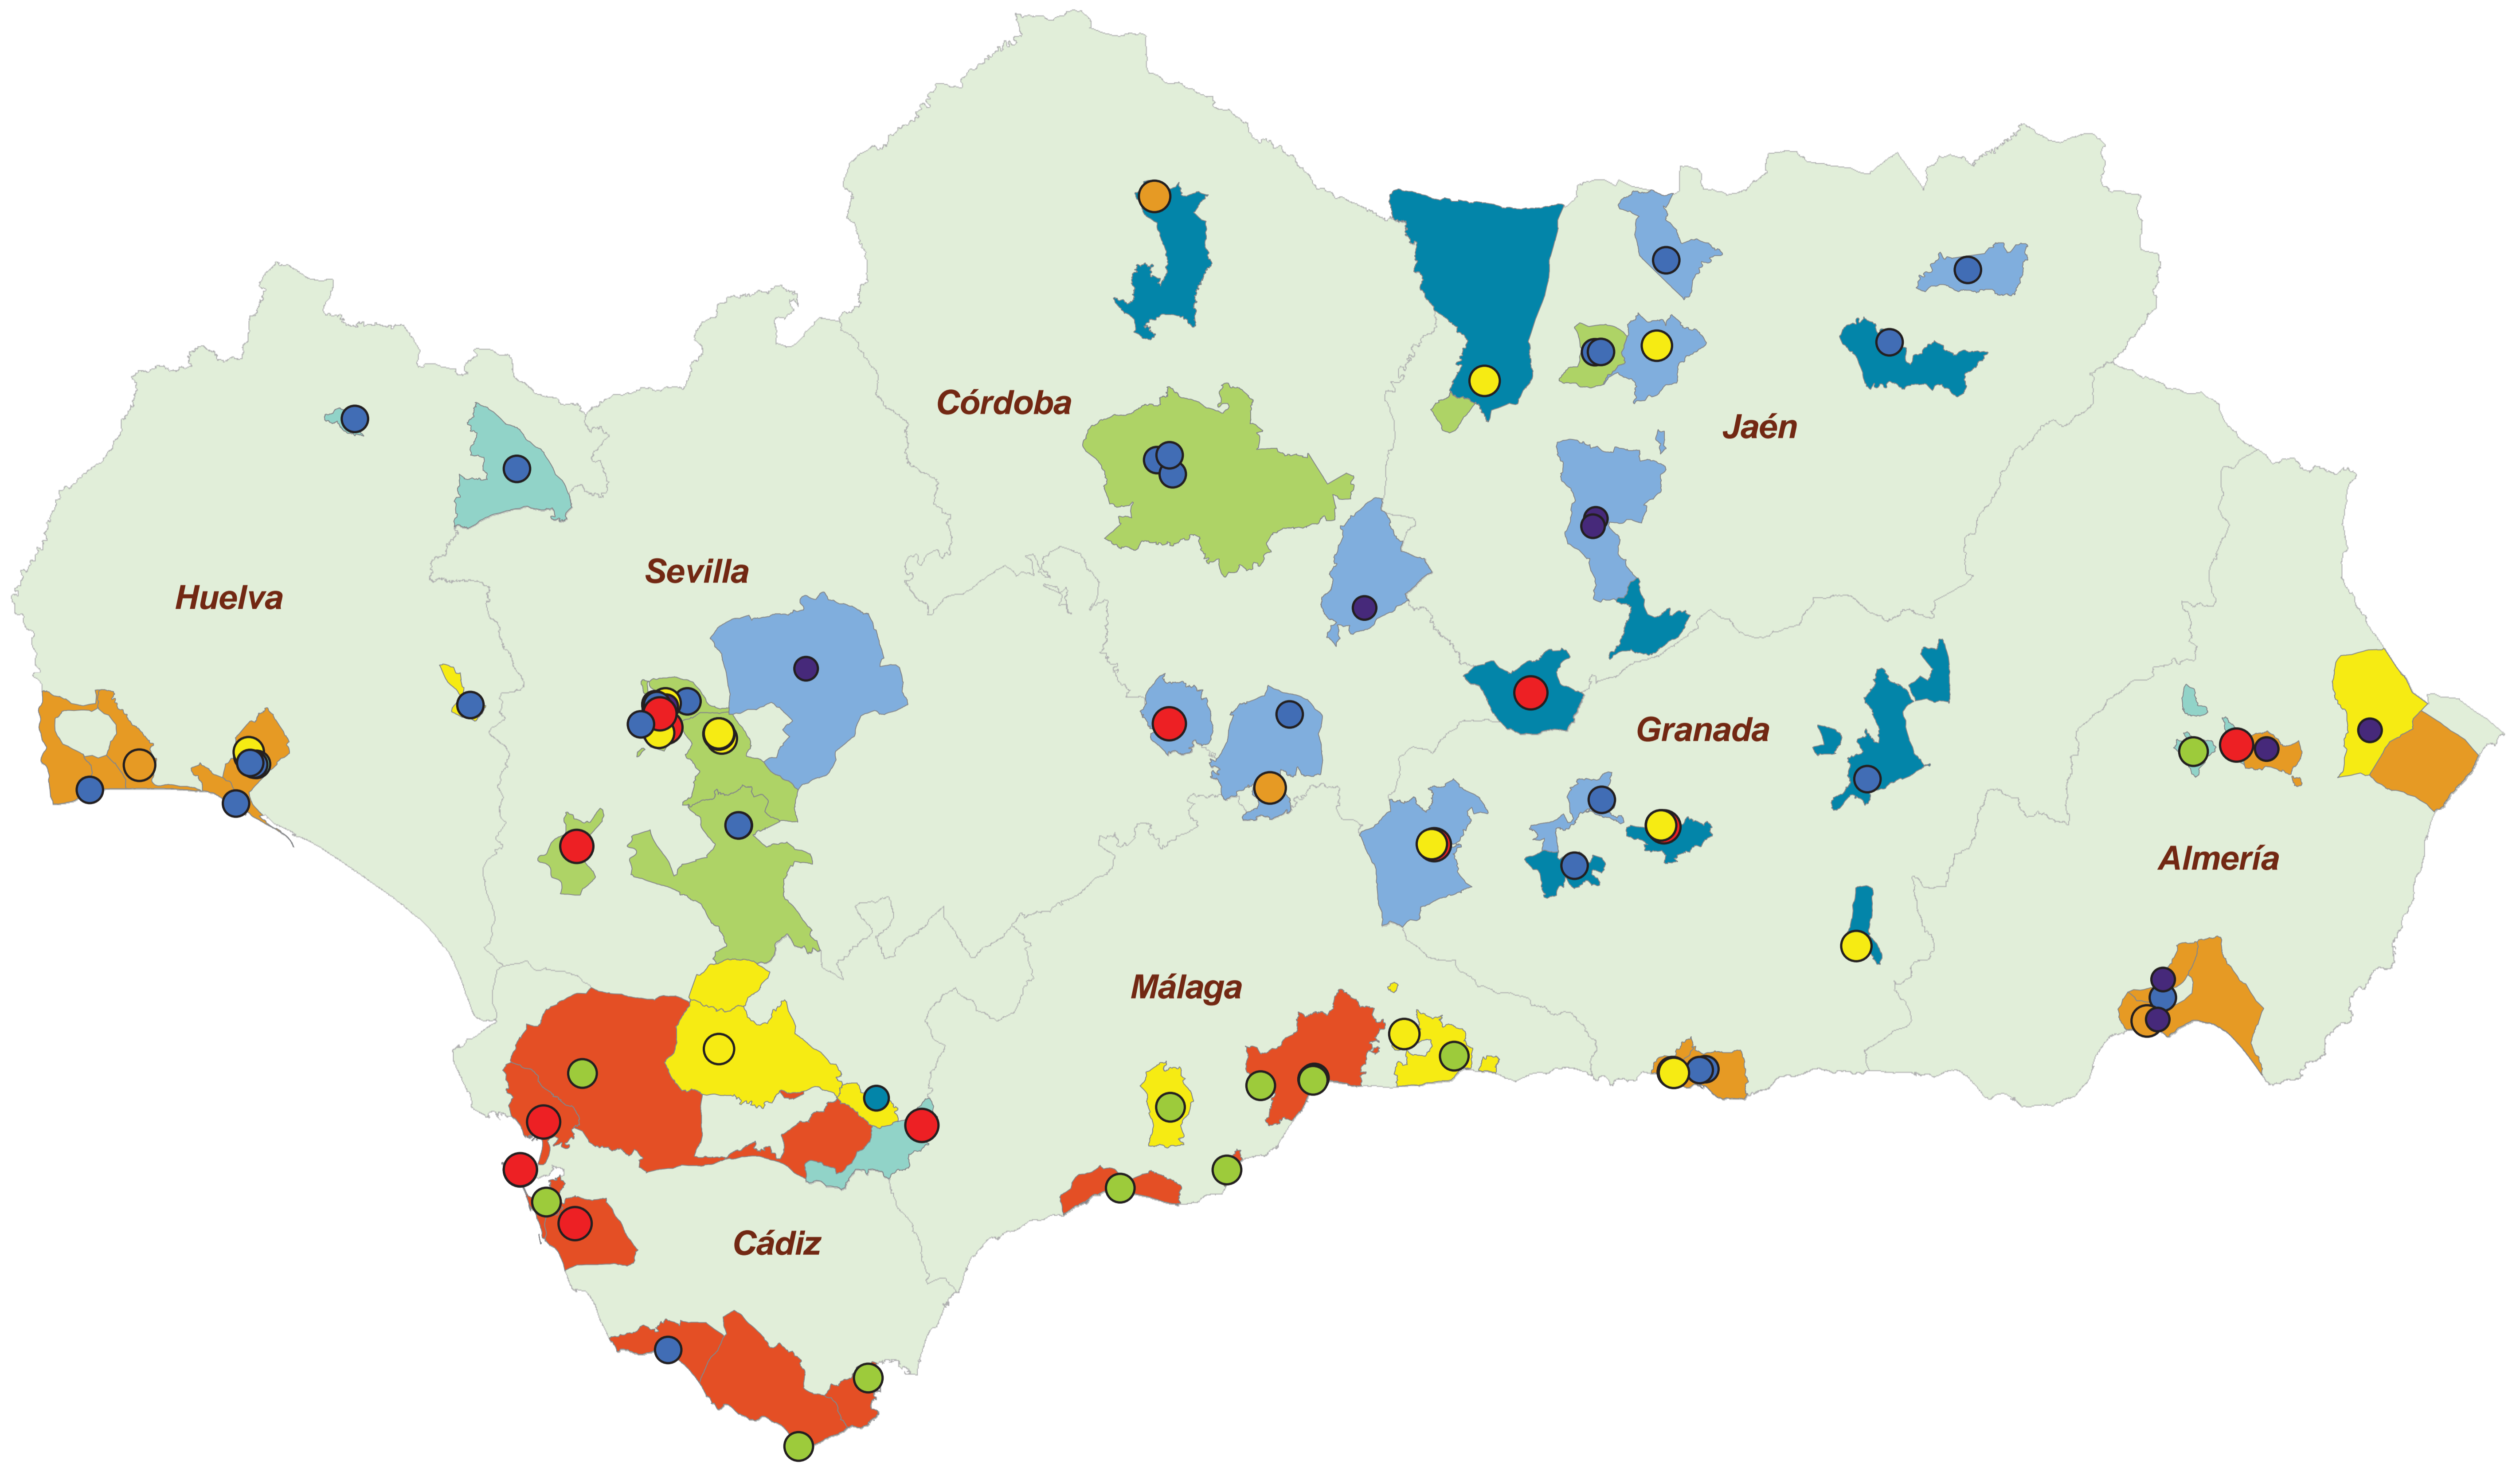 Córdoba
Jaén
Sevilla
Huelva
Granada
Almería
Málaga
Cádiz